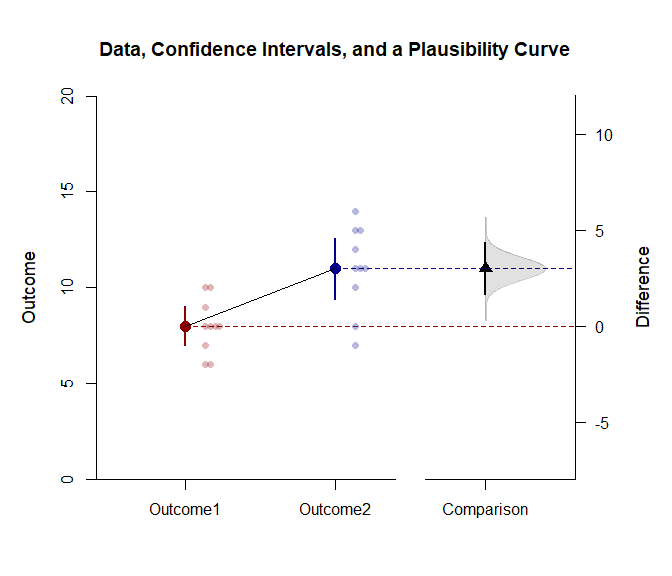 Data, Confidence Intervals, and a Plausibility Curve
Outcome
20
15
10
5
0
Outcome1
Outcome2
Comparison
10
5
0
-5
Difference